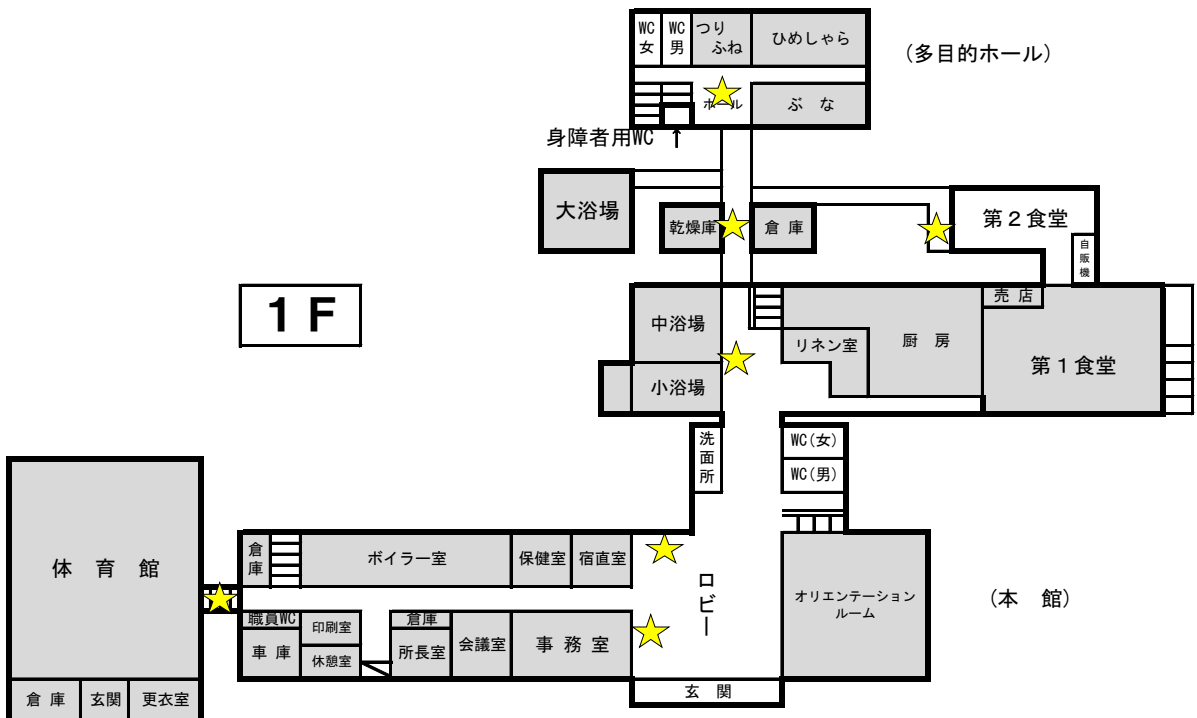 WC
女
WC
男
つり
ふね
ひめしゃら
(多目的ホール)
ホール
ぶ な
身障者用WC ↑
大浴場
乾燥庫
倉 庫
第2食堂
自販機
1F
中浴場
小浴場
リネン室
厨 房
売 店
第1食堂
洗面所
WC(女)
WC(男)
体 育 館
倉庫
ボイラー室
保健室
宿直室
ロビー
オリエンテーション
ルーム
(本 館)
職員WC
車 庫
印刷室
休憩室
倉庫
所長室
会議室
事 務 室
玄 関
倉 庫
玄関
更衣室